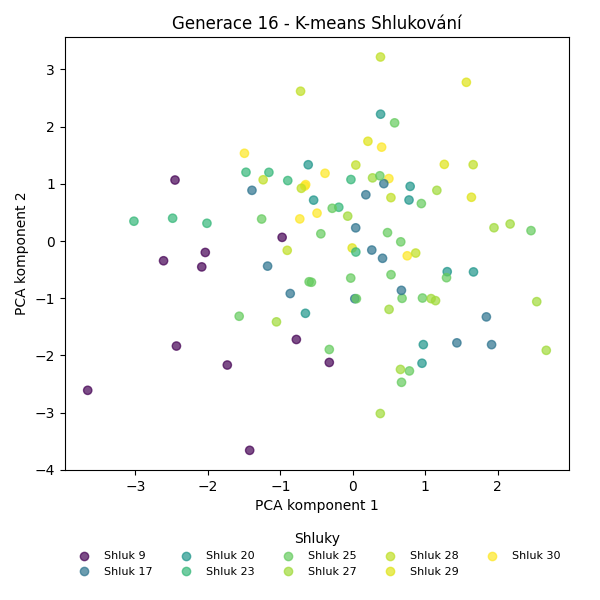 Generace 16 - K-means Shlukování
3
2
1
0
−1
−2
−3
−4
PCA komponent 2
−3 −2 −1 0 1 2
PCA komponent 1
Shluky
Shluk 9 Shluk 20 Shluk 25 Shluk 28 Shluk 30
Shluk 17 Shluk 23 Shluk 27 Shluk 29